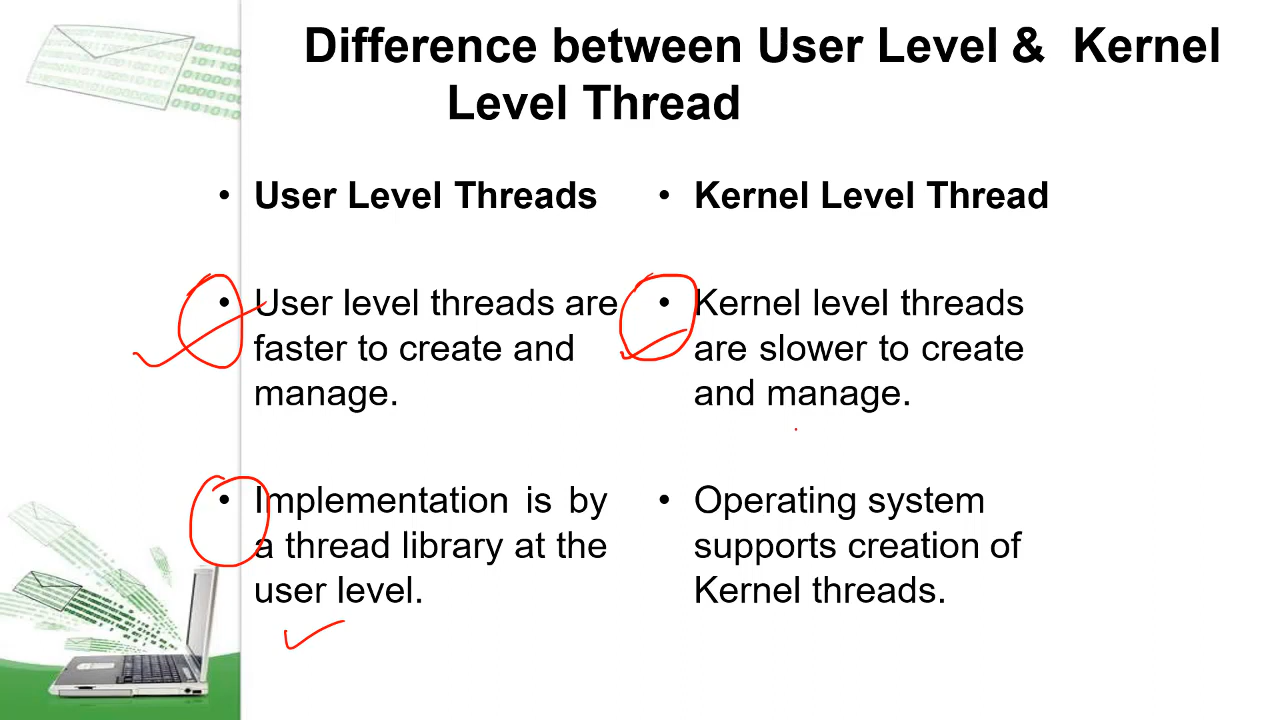 Difference between User Level & Kernel
Level Thread
• User Level Threads
• User level threads are
faster to create and
manage.
• Implementation is by
a thread library at the
user level.
• Kernel Level Thread
• Kernel level threads
are slower to create
and manage.
• Operating system
supports creation of
Kernel threads.